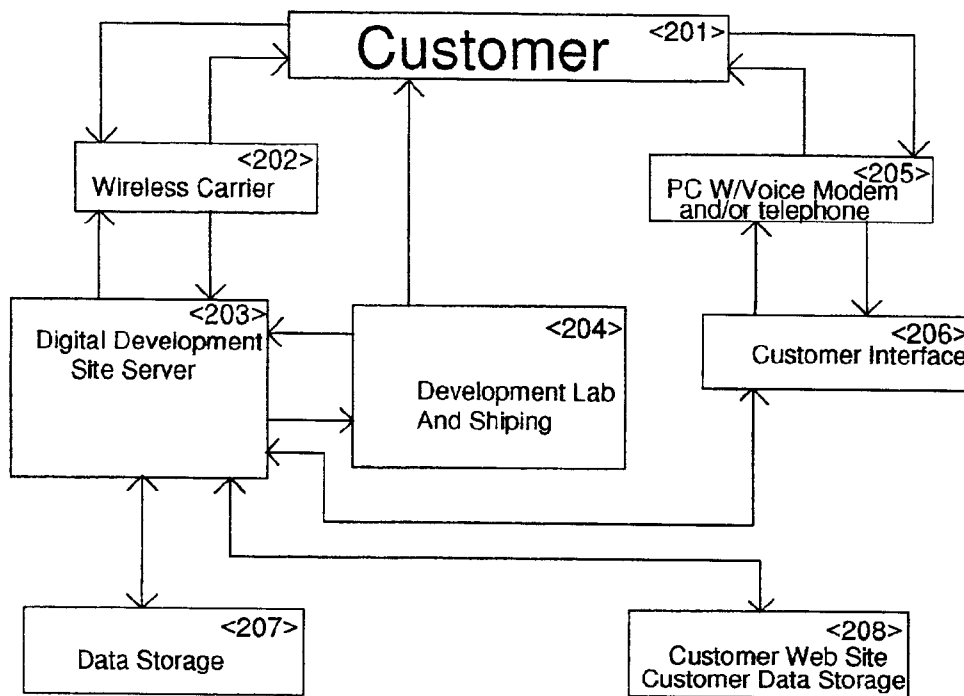 <201>
Customer
<202>
Wireless Carrier
<205>
PC W/Voice Modem
and/or telephone
<203>
Digital Development
Site Server
<204>
Development Lab
And Shiping
<206>
Customer Interface
<207>
Data Storage
<208>
Customer Web Site
Customer Data Storage